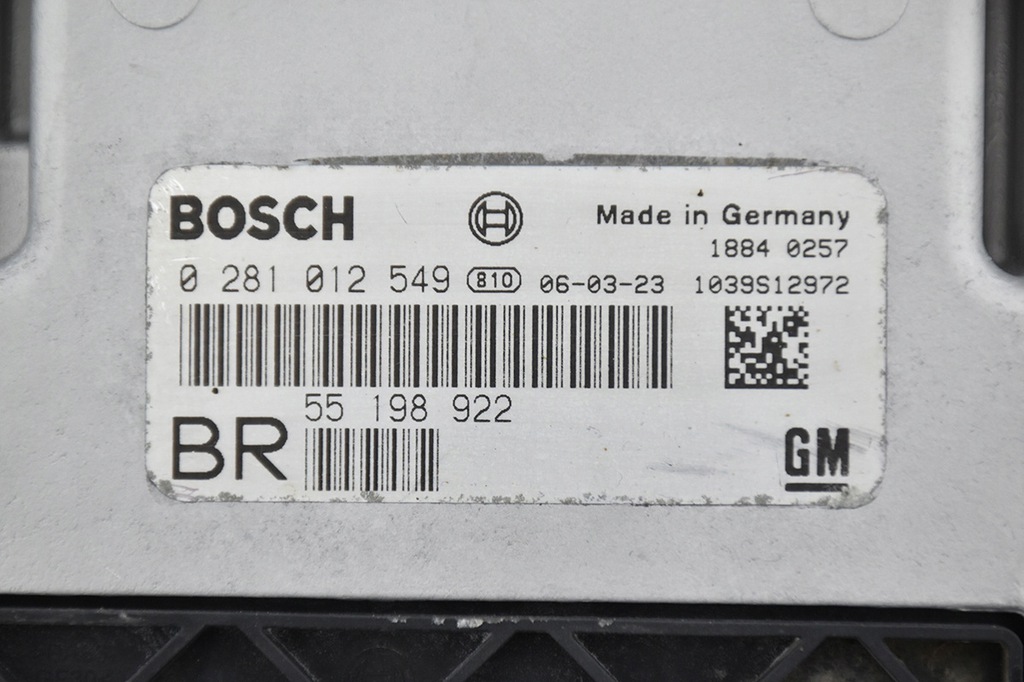 BOSCH Made in Germany
1884 0257
0 281 012 549 810 06-03-23 1039S12972
55 198 922
BR
GM